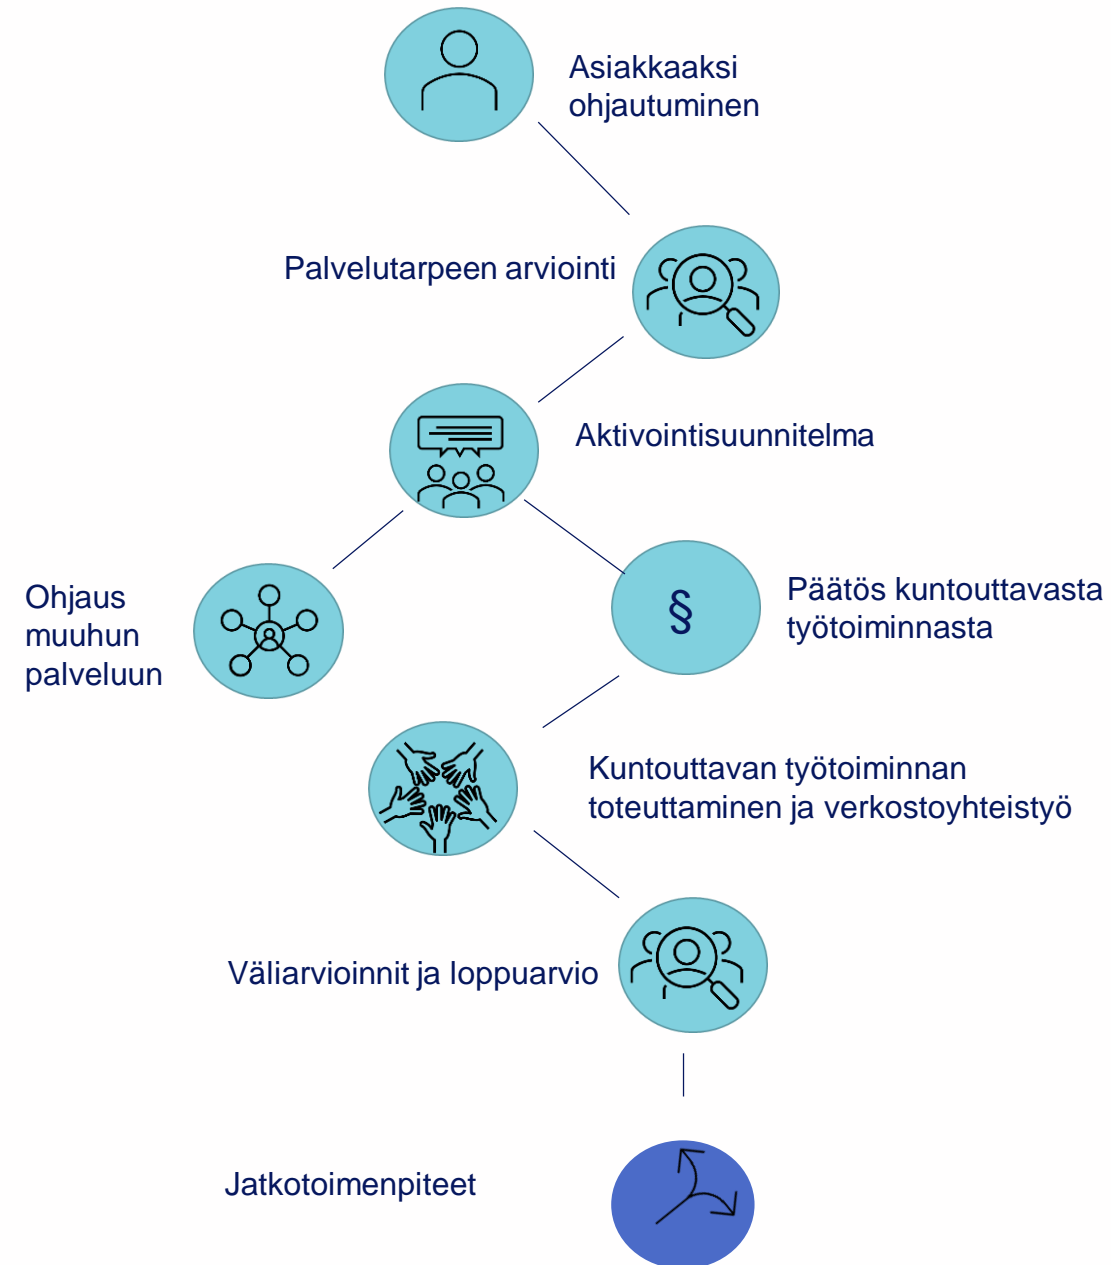 Asiakkaaksi
ohjautuminen
Palvelutarpeen arviointi
Aktivointisuunnitelma
Ohjaus
muuhun
palveluun
§
Päätös kuntouttavasta
työtoiminnasta
Kuntouttavan työtoiminnan
toteuttaminen ja verkostoyhteistyö
Väliarvioinnit ja loppuarvio
Jatkotoimenpiteet